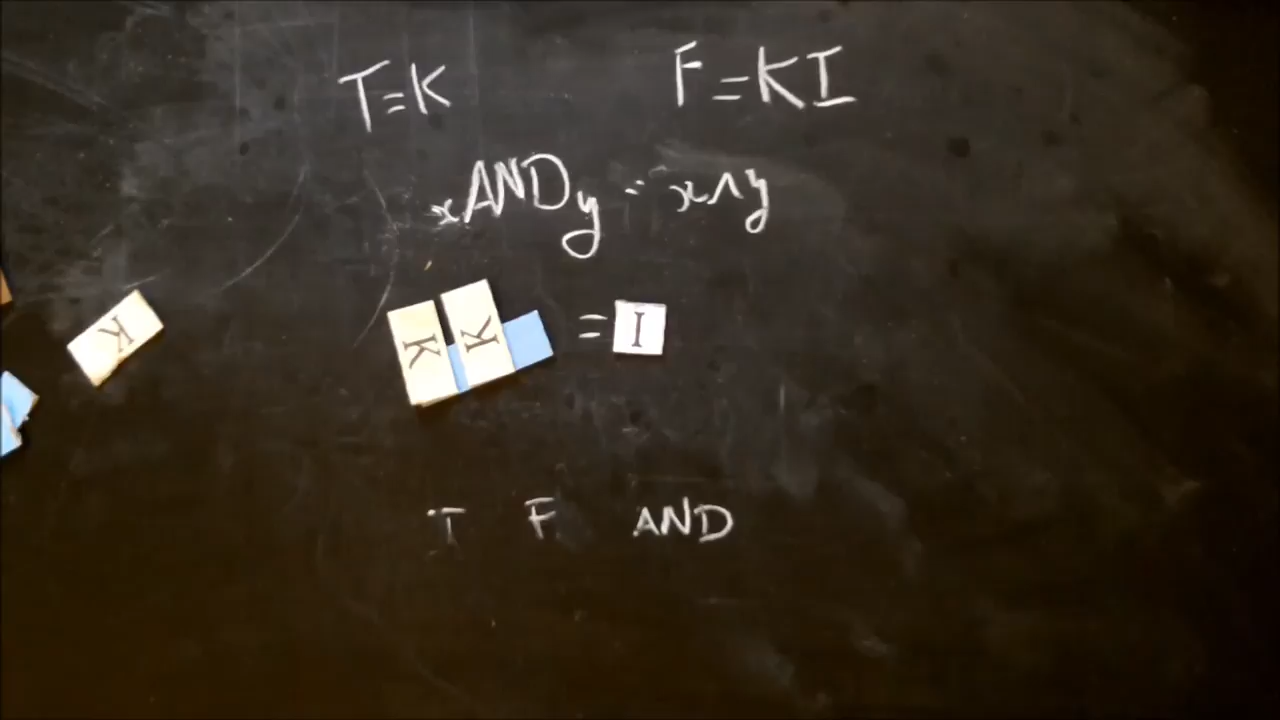 T=K F=KI
xANDy = x∧y
K K K = I
T F AND